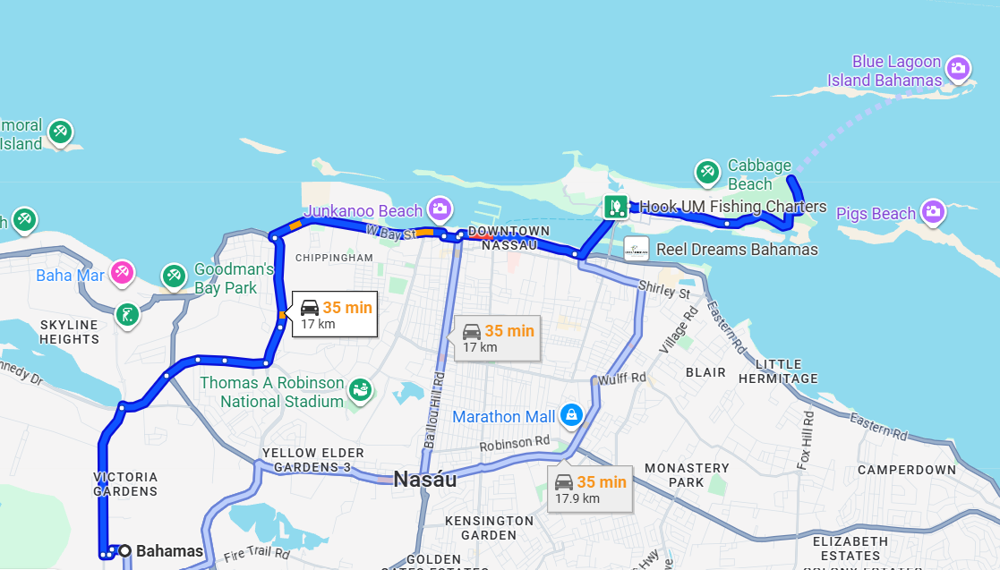 Blue Lagoon
Island Bahamas
moral
Island
Cabbage
Beach
Junkanoo Beach
Hook UM Fishing Charters
Pigs Beach
h
W Bay St
DOWNTOWN
NASSAU
Reel Dreams Bahamas
CHIPPINGHAM
Baha Mar
Goodman's
Bay Park
Shirley St
35 min
17 km
SKYLINE
HEIGHTS
35 min
17 km
Village Rd
Eastern Rd
nnedy Dr
BLAIR
LITTLE
HERMITAGE
Thomas A Robinson
National Stadium
Wulff Rd
Baillou Hill Rd
Marathon Mall
Robinson Rd
Fox Hill Rd
Eastern Rd
YELLOW ELDER
GARDENS 3
VICTORIA
GARDENS
Nasáu
35 min
17.9 km
MONASTERY
PARK
CAMPERDOWN
KENSINGTON
GARDEN
Bahamas
Fire Trail Rd
GOLDEN
GATES ESTATES
Hwy
ELIZABETH
ESTATES